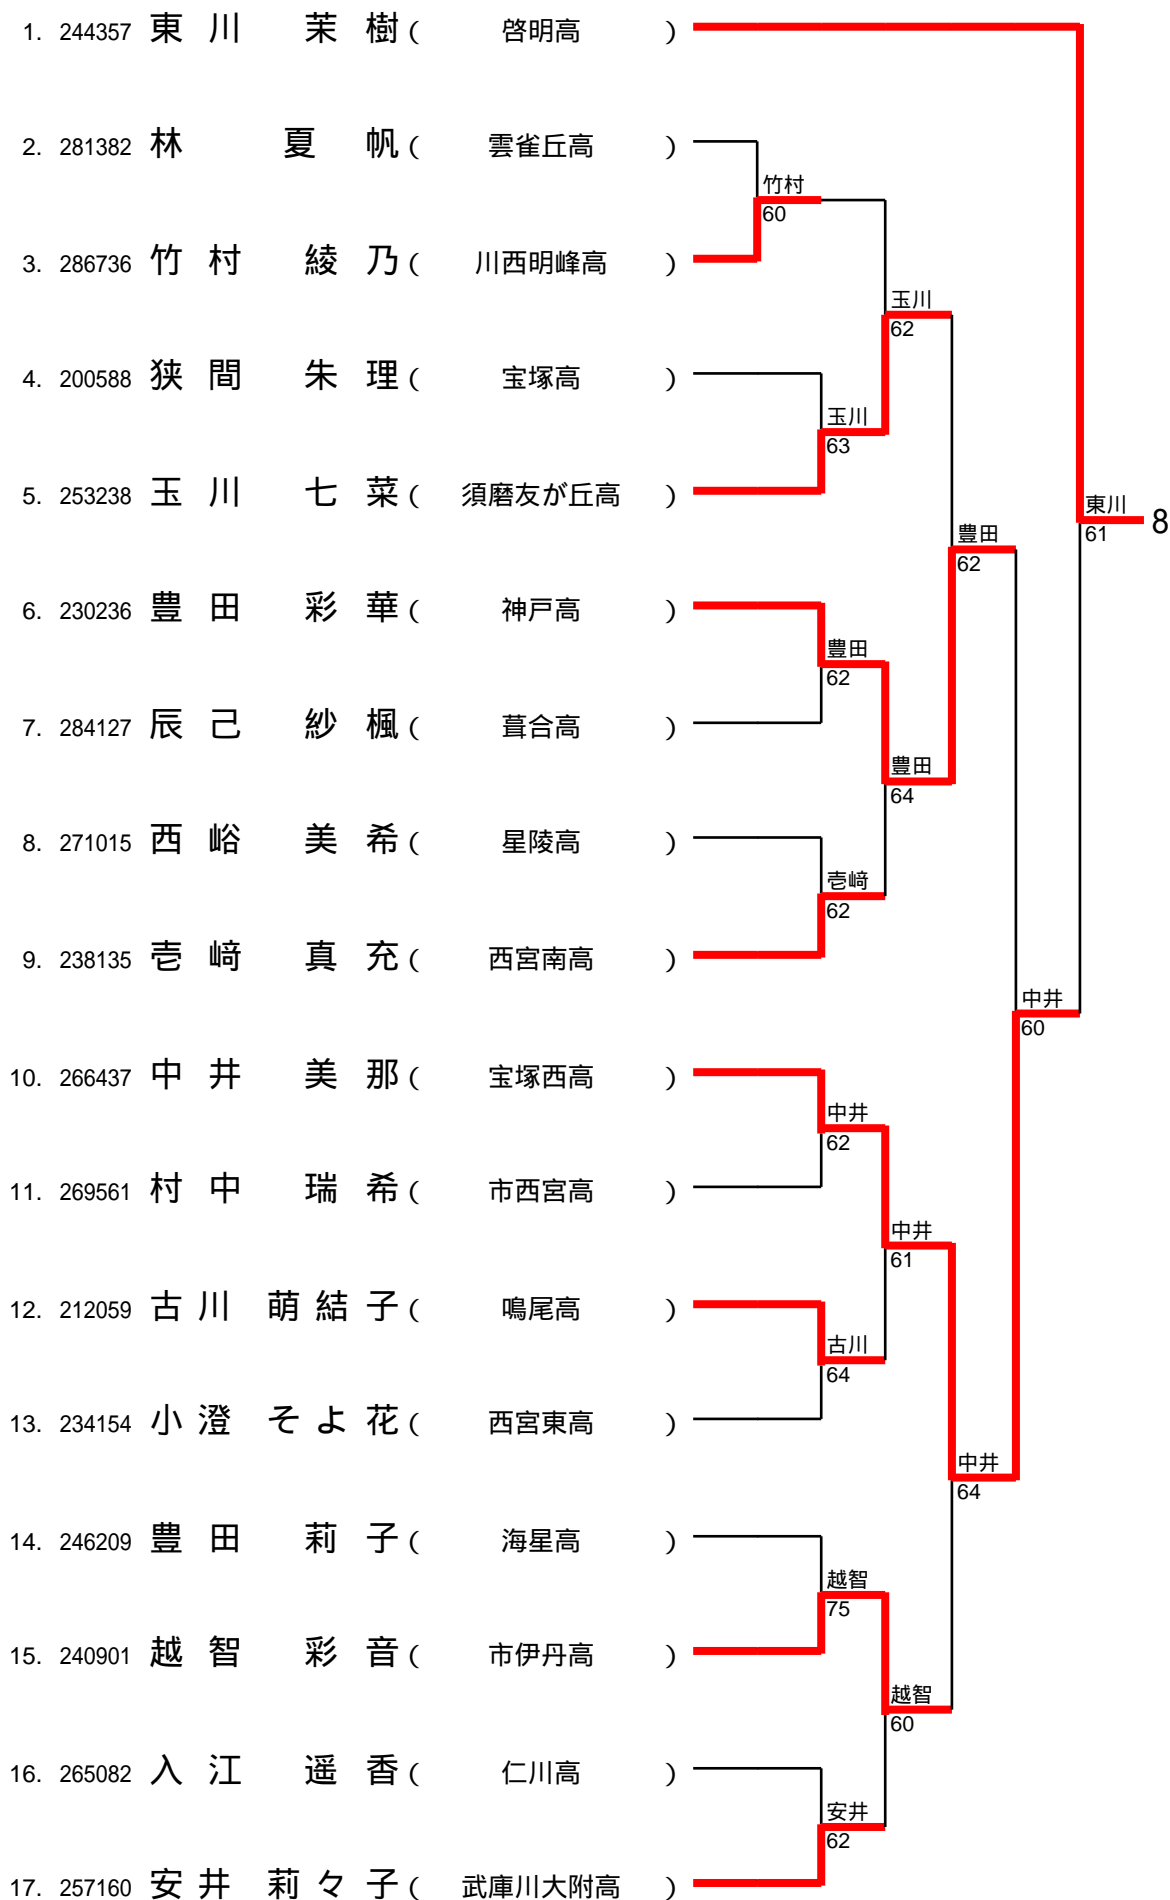 1. 244357 東川 茉樹 ( 啓明高 )
2. 281382 林 夏帆 ( 雲雀丘高 )
竹村
60
3. 286736 竹村 綾乃 ( 川西明峰高 )
玉川
62
4. 200588 狭間 朱理 ( 宝塚高 )
玉川
63
5. 253238 玉川 七菜 ( 須磨友が丘高 )
東川 8
61
豊田
62
6. 230236 豊田 彩華 ( 神戸高 )
豊田
62
7. 284127 辰己 紗楓 ( 葺合高 )
豊田
64
8. 271015 西峪 美希 ( 星陵高 )
壱﨑
62
9. 238135 壱﨑 真充 ( 西宮南高 )
中井
60
10. 266437 中井 美那 ( 宝塚西高 )
中井
62
11. 269561 村中 瑞希 ( 市西宮高 )
中井
61
12. 212059 古川 萌結子 ( 鳴尾高 )
古川
64
13. 234154 小澄 そよ花 ( 西宮東高 )
中井
64
14. 246209 豊田 莉子 ( 海星高 )
越智
75
15. 240901 越智 彩音 ( 市伊丹高 )
越智
60
16. 265082 入江 遥香 ( 仁川高 )
安井
62
17. 257160 安井 莉々子 ( 武庫川大附高 )